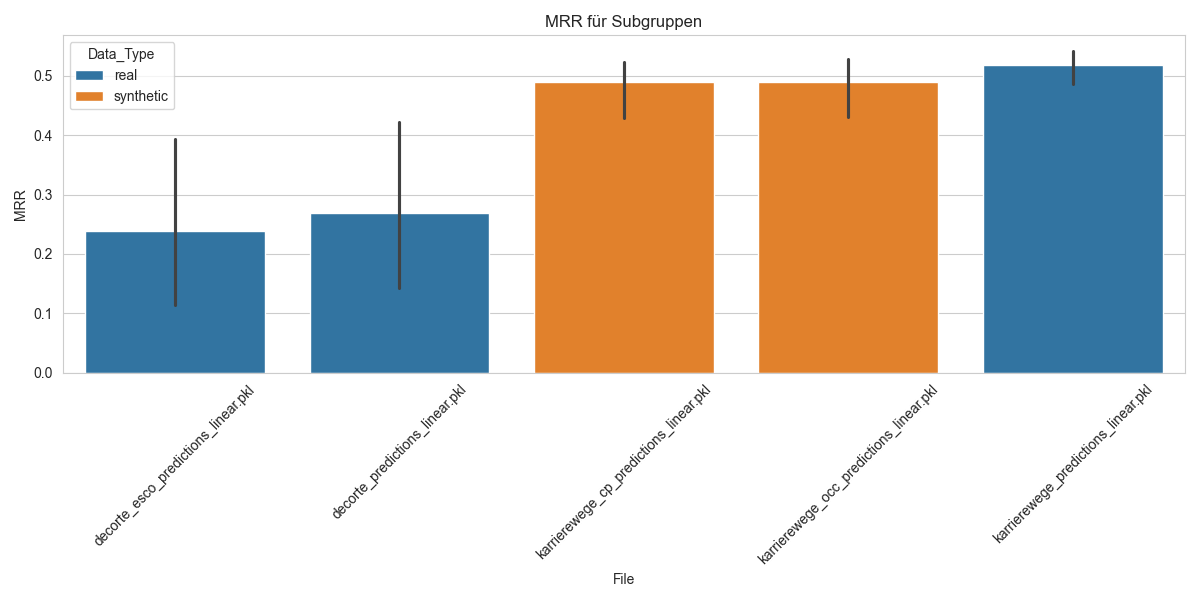 MRR für Subgruppen
Data_Type
real
synthetic
MRR
0.5
0.4
0.3
0.2
0.1
0.0
decorte_esco_predictions_linear.pkl
decorte_predictions_linear.pkl
karrierewege_cp_predictions_linear.pkl
karrierewege_occ_predictions_linear.pkl
karrierewege_predictions_linear.pkl
File